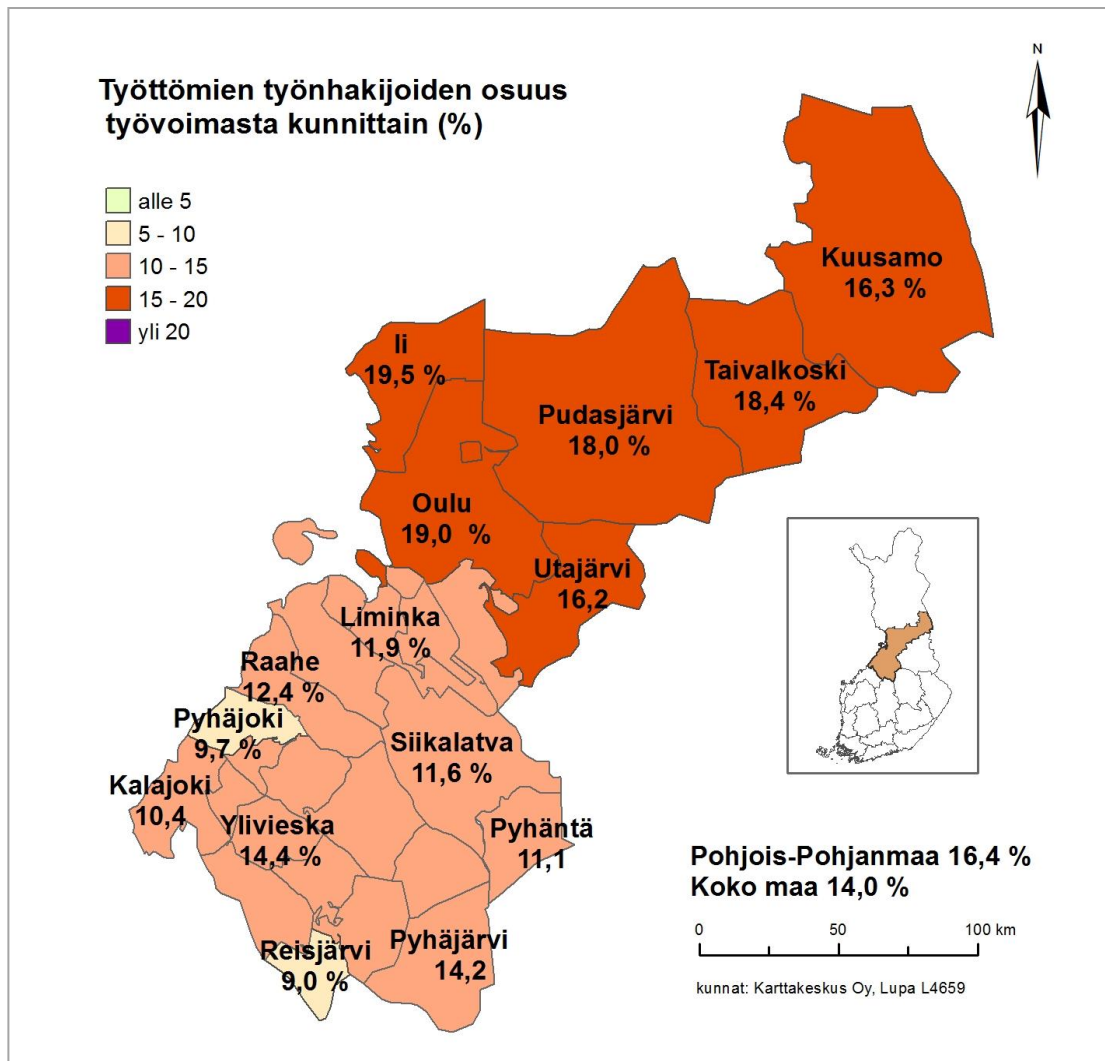 N
Työttömien työnhakijoiden osuus
työvoimasta kunnittain (%)
alle 5
5 - 10
10 - 15
15 - 20
yli 20
Kuusamo
16,3 %
Ii
19,5 %
Taivalkoski
18,4 %
Pudasjärvi
18,0 %
Oulu
19,0 %
Utajärvi
16,2
Liminka
11,9 %
Raahe
12,4 %
Pyhäjoki
9,7 %
Siikalatva
11,6 %
Kalajoki
10,4
Ylivieska
14,4 %
Pyhäntä
11,1
Reisjärvi
9,0 %
Pyhäjärvi
14,2
Pohjois-Pohjanmaa 16,4 %
Koko maa 14,0 %
0 50 100 km
kunnat: Karttakeskus Oy, Lupa L4659